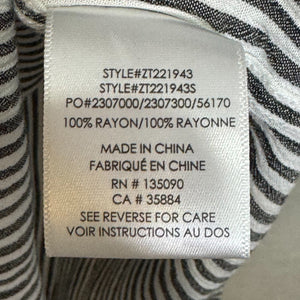 STYLE#ZT221943
STYLE#ZT221943S
PO#2307000/2307300/56170
100% RAYON/100% RAYONNE
MADE IN CHINA
FABRIQUÉ EN CHINE
RN # 135090
CA # 35884
SEE REVERSE FOR CARE
VOIR INSTRUCTIONS AU DOS